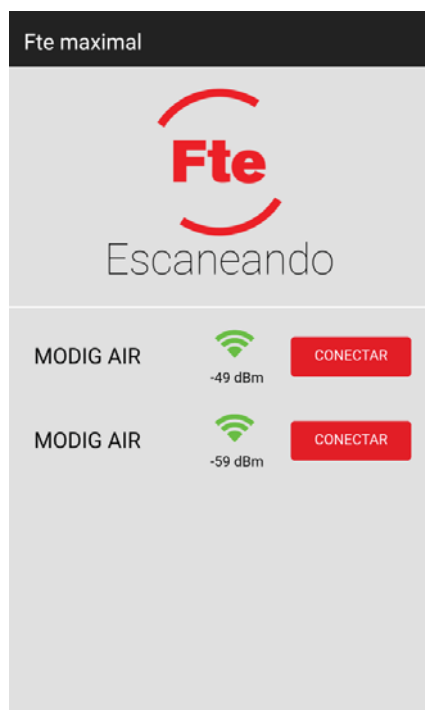 Fte maximal
Fte
Escaneando
MODIG AIR
-49 dBm
CONECTAR
MODIG AIR
-59 dBm
CONECTAR